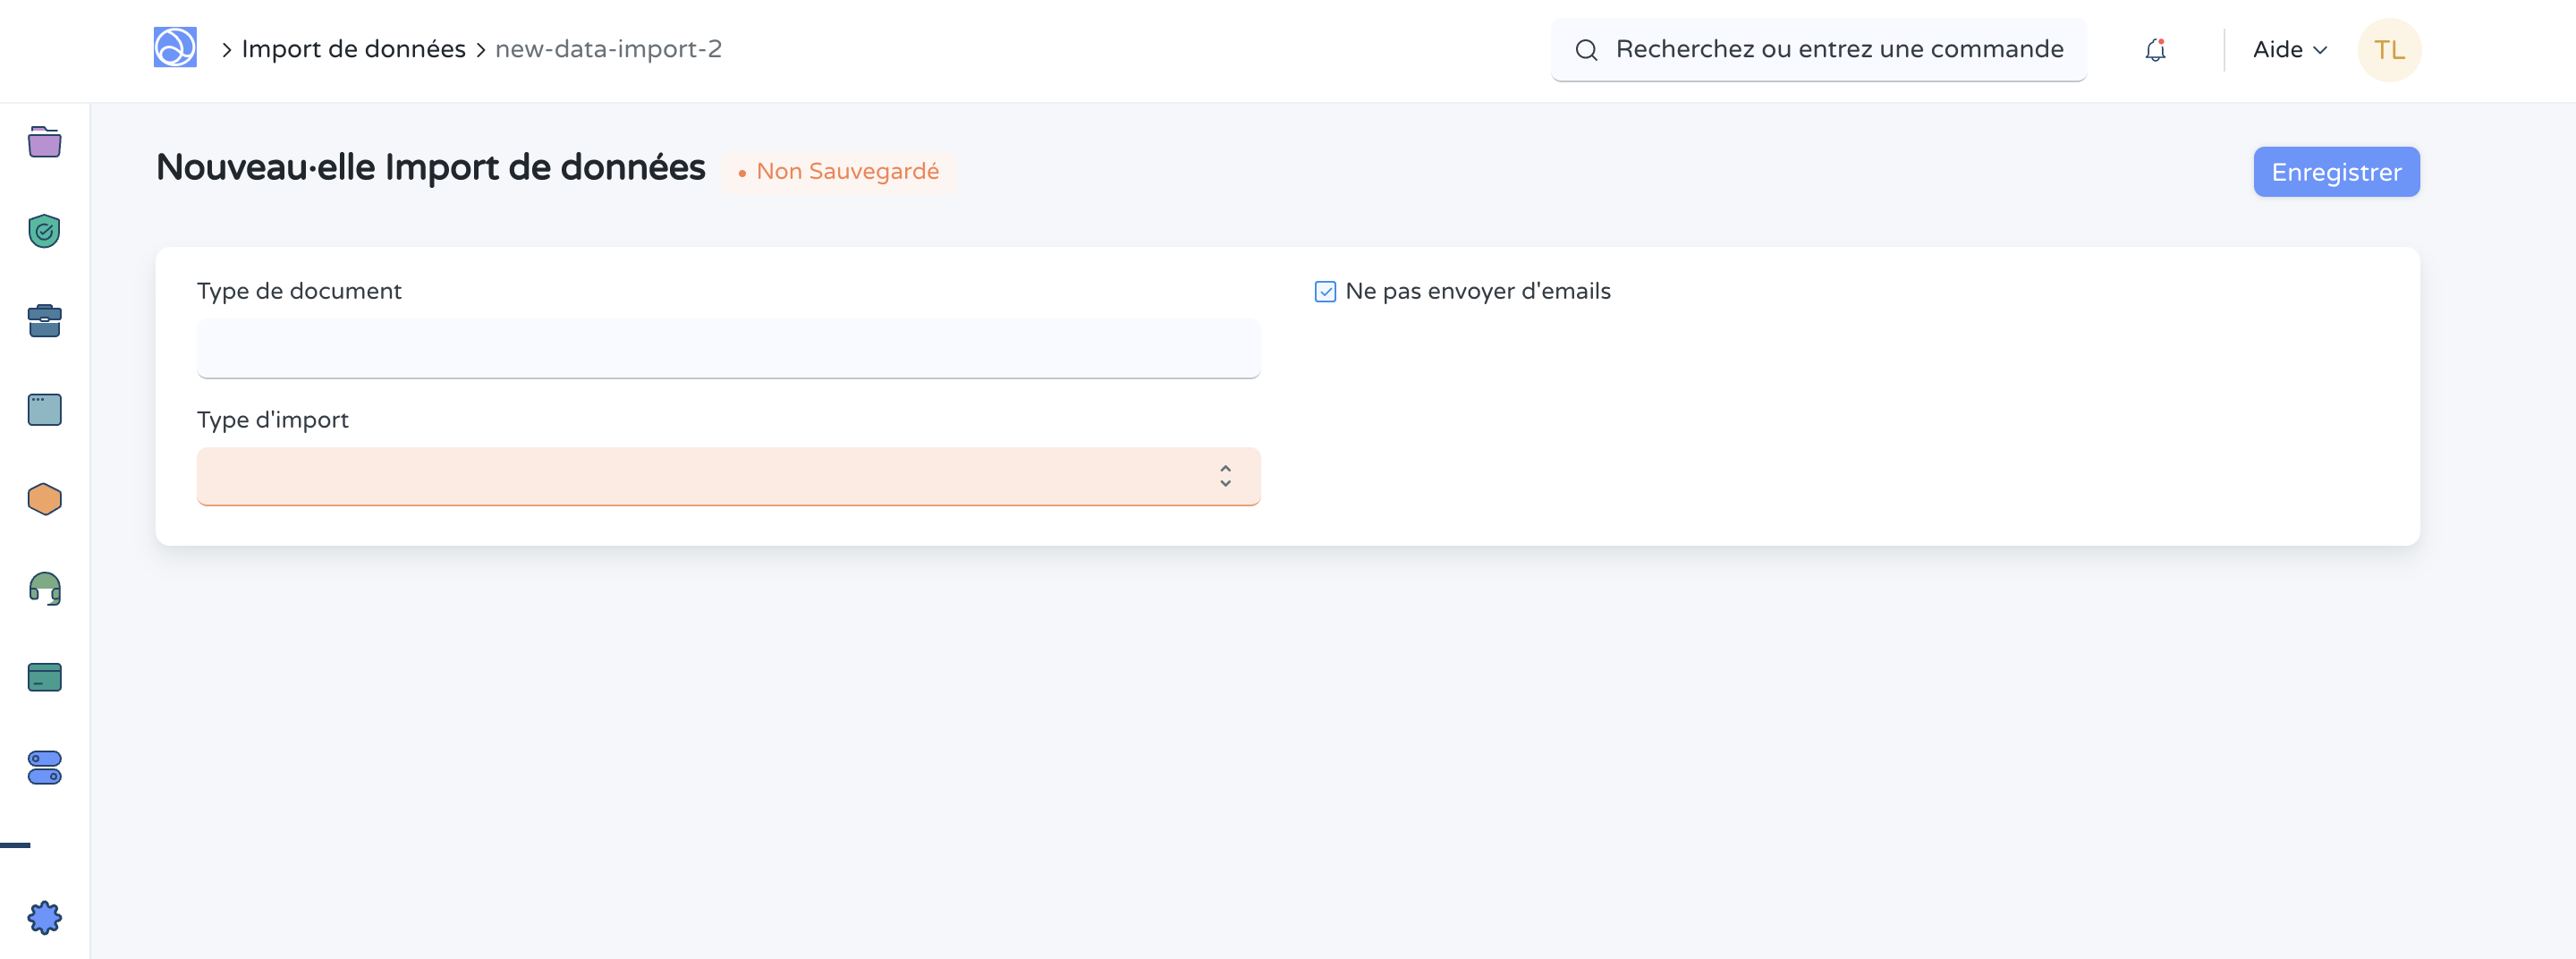 Import de données
new-data-import-2
Recherchez ou entrez une commande
Aide
TL
Nouveau·elle Import de données
Non Sauvegardé
Enregistrer
Type de document
Ne pas envoyer d'emails
Type d'import